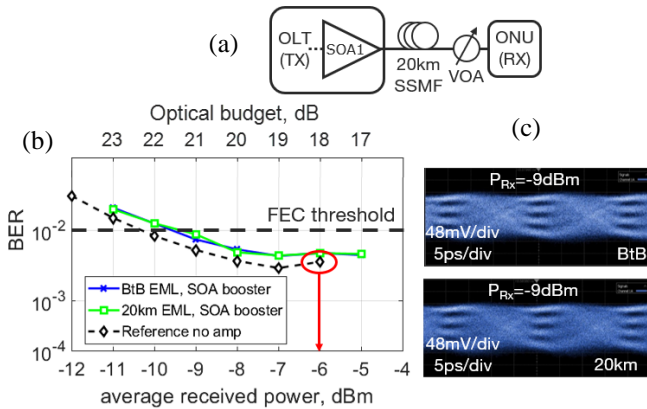 (a)
OLT
(TX)
SOA1
20km
SSMF
VOA
ONU
(RX)
(b)
Optical budget, dB
23 22 21 20 19 18 17
BER
10-2
10-3
10-4
FEC threshold
BtB EML, SOA booster
20km EML, SOA booster
Reference no amp
-12 -11 -10 -9 -8 -7 -6 -5 -4
average received power, dBm
(c)
PRx=-9dBm
48mV/div
5ps/div
BtB
PRx=-9dBm
48mV/div
5ps/div
20km